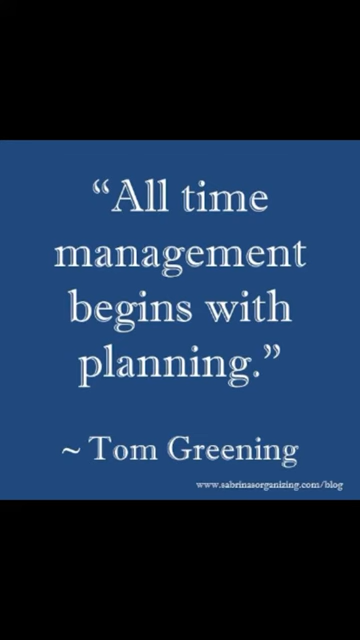 “All time
management
begins with
planning.”
~ Tom Greening
www.sabrinasorganizing.com/blog